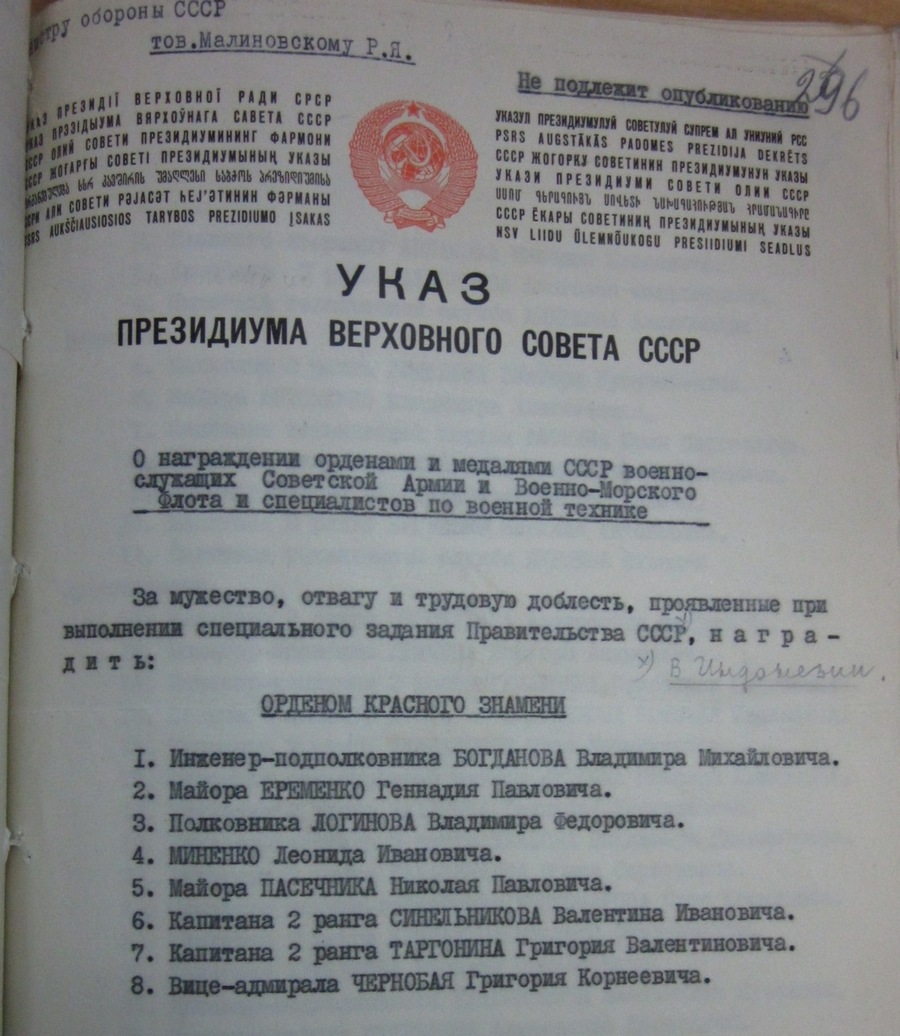 обороны СССР
тов.Малиновскому Р.Я.
Не подлежит опубликованию
296
УКАЗ ПРЕЗИДІЇ ВЕРХОВНОЇ РАДИ СРСР
УКАЗ ПРЭЗІДЫУМА ВЯРХОЎНАГА САВЕТА СССР
СССР ОЛИЙ СОВЕТИ ПРЕЗИДИУМИНИНГ ФАРМОНИ
СССР ЖОГАРҒЫ СОВЕТІ ПРЕЗИДИУМЫНЫҢ УКАЗЫ
ССРИ АЛИ СОВЕТИ РӘЈАСӘТ ҺЕЈ'ӘТИНИН ФӘРМАНЫ
TSRS AUKŠČIAUSIOSIOS TARYBOS PREZIDIUMO ĮSAKAS
УКАЗУЛ ПРЕЗИДИУМУЛУЙ СОВЕТУЛУЙ СУПРЕМ АЛ УНИУНИЙ РСС
PSRS AUGSTĀKĀS PADOMES PREZIDIJA DEKRĒTS
СССР ЖОГОРКУ СОВЕТИНИН ПРЕЗИДИУМУНУН УКАЗЫ
УКАЗИ ПРЕЗИДИУМИ СОВЕТИ ОЛИИ СССР
СССР ЁКАРЫ СОВЕТИНИҢ ПРЕЗИДИУМЫНЫҢ УКАЗЫ
NSV LIIDU ÜLEMNÕUKOGU PRESIIDIUMI SEADLUS
УКАЗ
ПРЕЗИДИУМА ВЕРХОВНОГО СОВЕТА СССР
О награждении орденами и медалями СССР военно-
служащих Советской Армии и Военно-Морского
Флота и специалистов по военной технике
За мужество, отвагу и трудовую доблесть, проявленные при
выполнении специального задания Правительства СССР, н а г р а -
д и т ь:
х) В Индонезии.
ОРДЕНОМ КРАСНОГО ЗНАМЕНИ
I. Инженер-подполковника БОГДАНОВА Владимира Михайловича.
2. Майора ЕРЕМЕНКО Геннадия Павловича.
3. Полковника ЛОГИНОВА Владимира Федоровича.
4. МИНЕНКО Леонида Ивановича.
5. Майора ПАСЕЧНИКА Николая Павловича.
6. Капитана 2 ранга СИНЕЛЬНИКОВА Валентина Ивановича.
7. Капитана 2 ранга ТАРГОНИНА Григория Валентиновича.
8. Вице-адмирала ЧЕРНОБАЯ Григория Корнеевича.